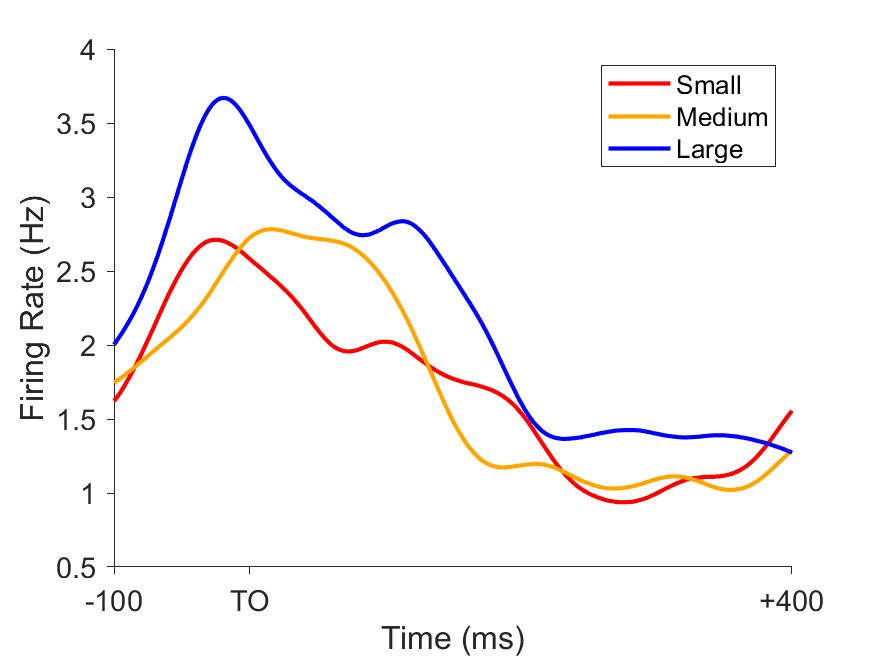 4
3.5
3
2.5
2
1.5
1
0.5
Firing Rate (Hz)
Small
Medium
Large
-100
TO
+400
Time (ms)